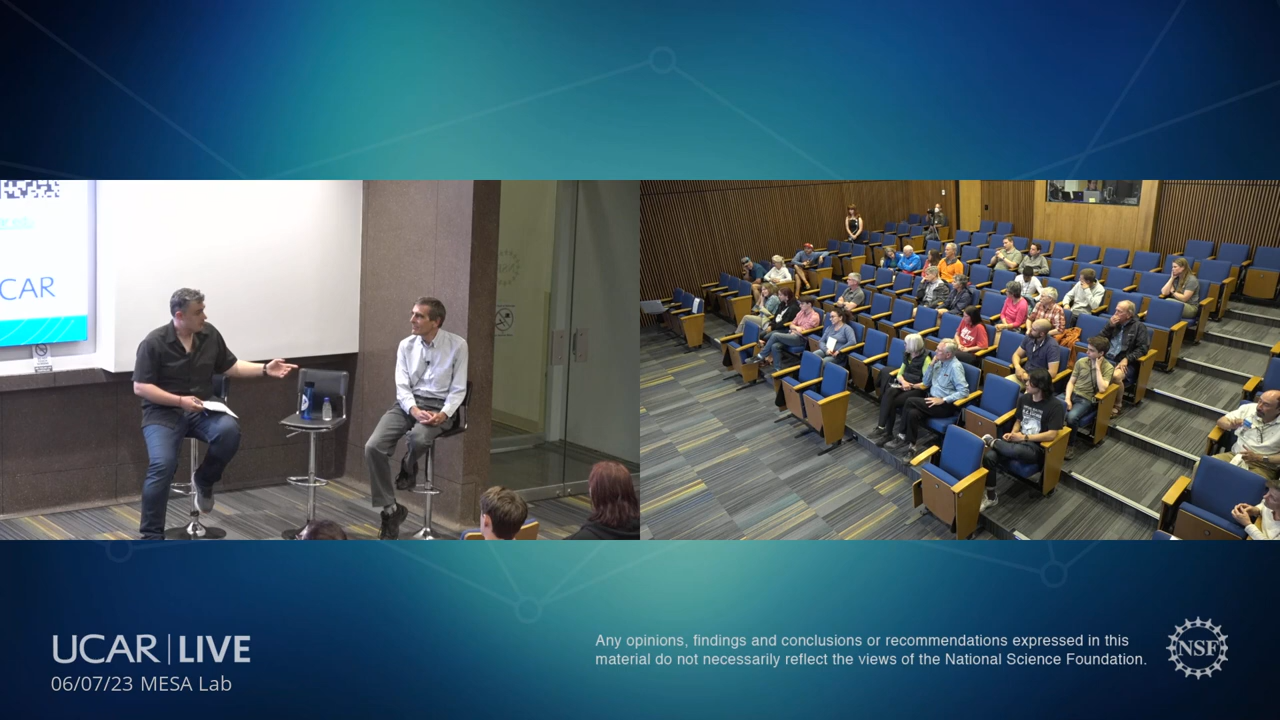 CAR
UCAR | LIVE
06/07/23 MESA Lab
Any opinions, findings and conclusions or recommendations expressed in this
material do not necessarily reflect the views of the National Science Foundation.
NSF